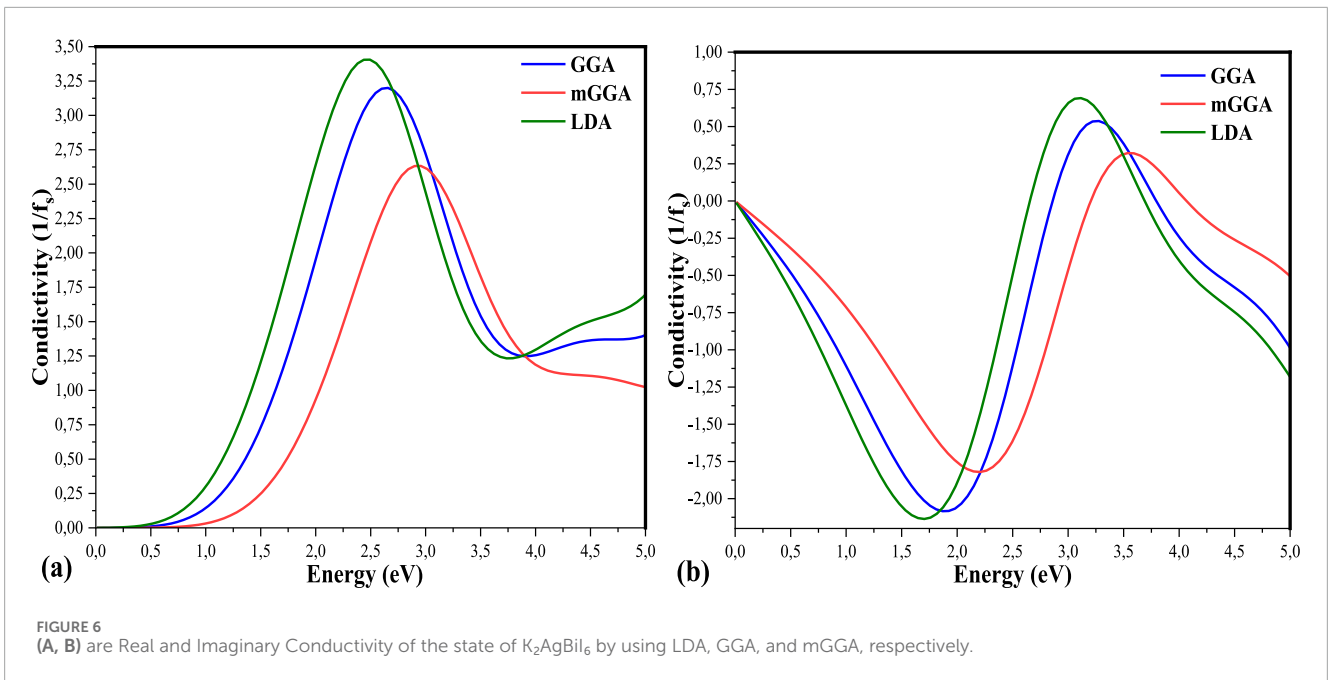 3,50
3,25
3,00
2,75
2,50
2,25
2,00
1,75
1,50
1,25
1,00
0,75
0,50
0,25
0,00
Condictivity (1/fs)
GGA
mGGA
LDA
0,0 0,5 1,0 1,5 2,0 2,5 3,0 3,5 4,0 4,5 5,0
Energy (eV)
(a)
1,00
0,75
0,50
0,25
0,00
-0,25
-0,50
-0,75
-1,00
-1,25
-1,50
-1,75
-2,00
Condictivity (1/fs)
GGA
mGGA
LDA
0,0 0,5 1,0 1,5 2,0 2,5 3,0 3,5 4,0 4,5 5,0
Energy (eV)
(b)
FIGURE 6
(A, B) are Real and Imaginary Conductivity of the state of K₂AgBiI₆ by using LDA, GGA, and mGGA, respectively.